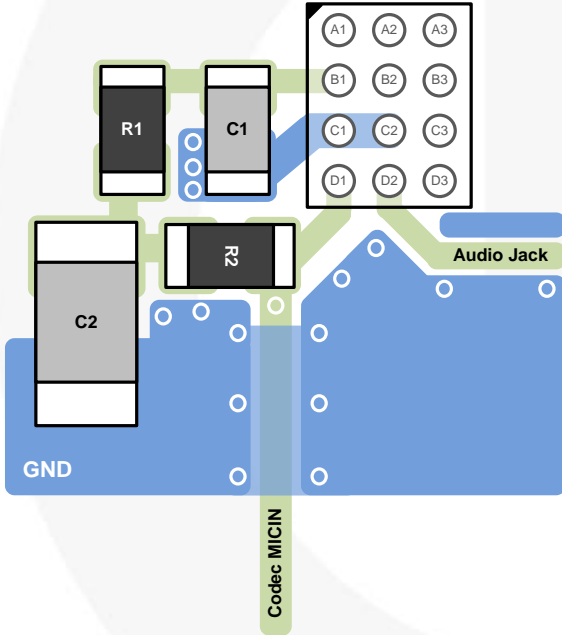 A1 A2 A3
B1 B2 B3
R1
C1
C1 C2 C3
D1 D2 D3
R2
Audio Jack
C2
GND
Codec MICIN